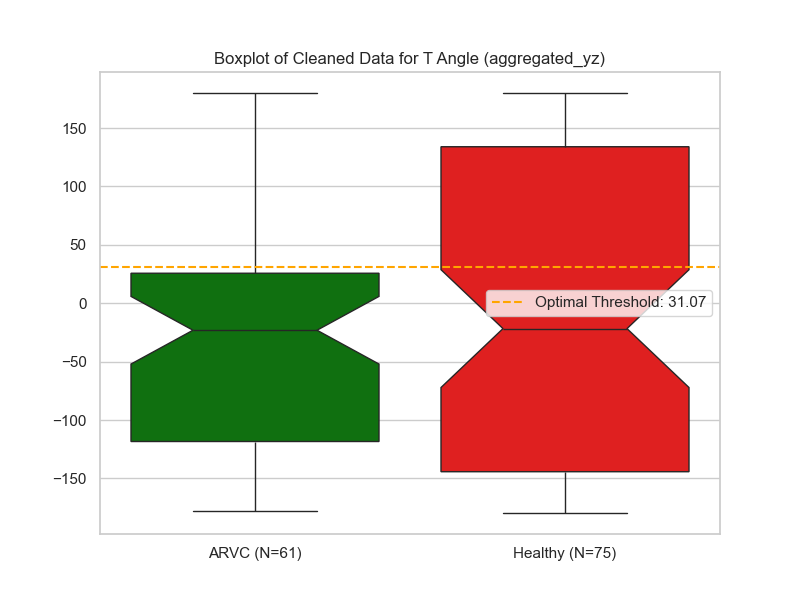 Boxplot of Cleaned Data for T Angle (aggregated_yz)
150
100
50
0
−50
−100
−150
Optimal Threshold: 31.07
ARVC (N=61)
Healthy (N=75)